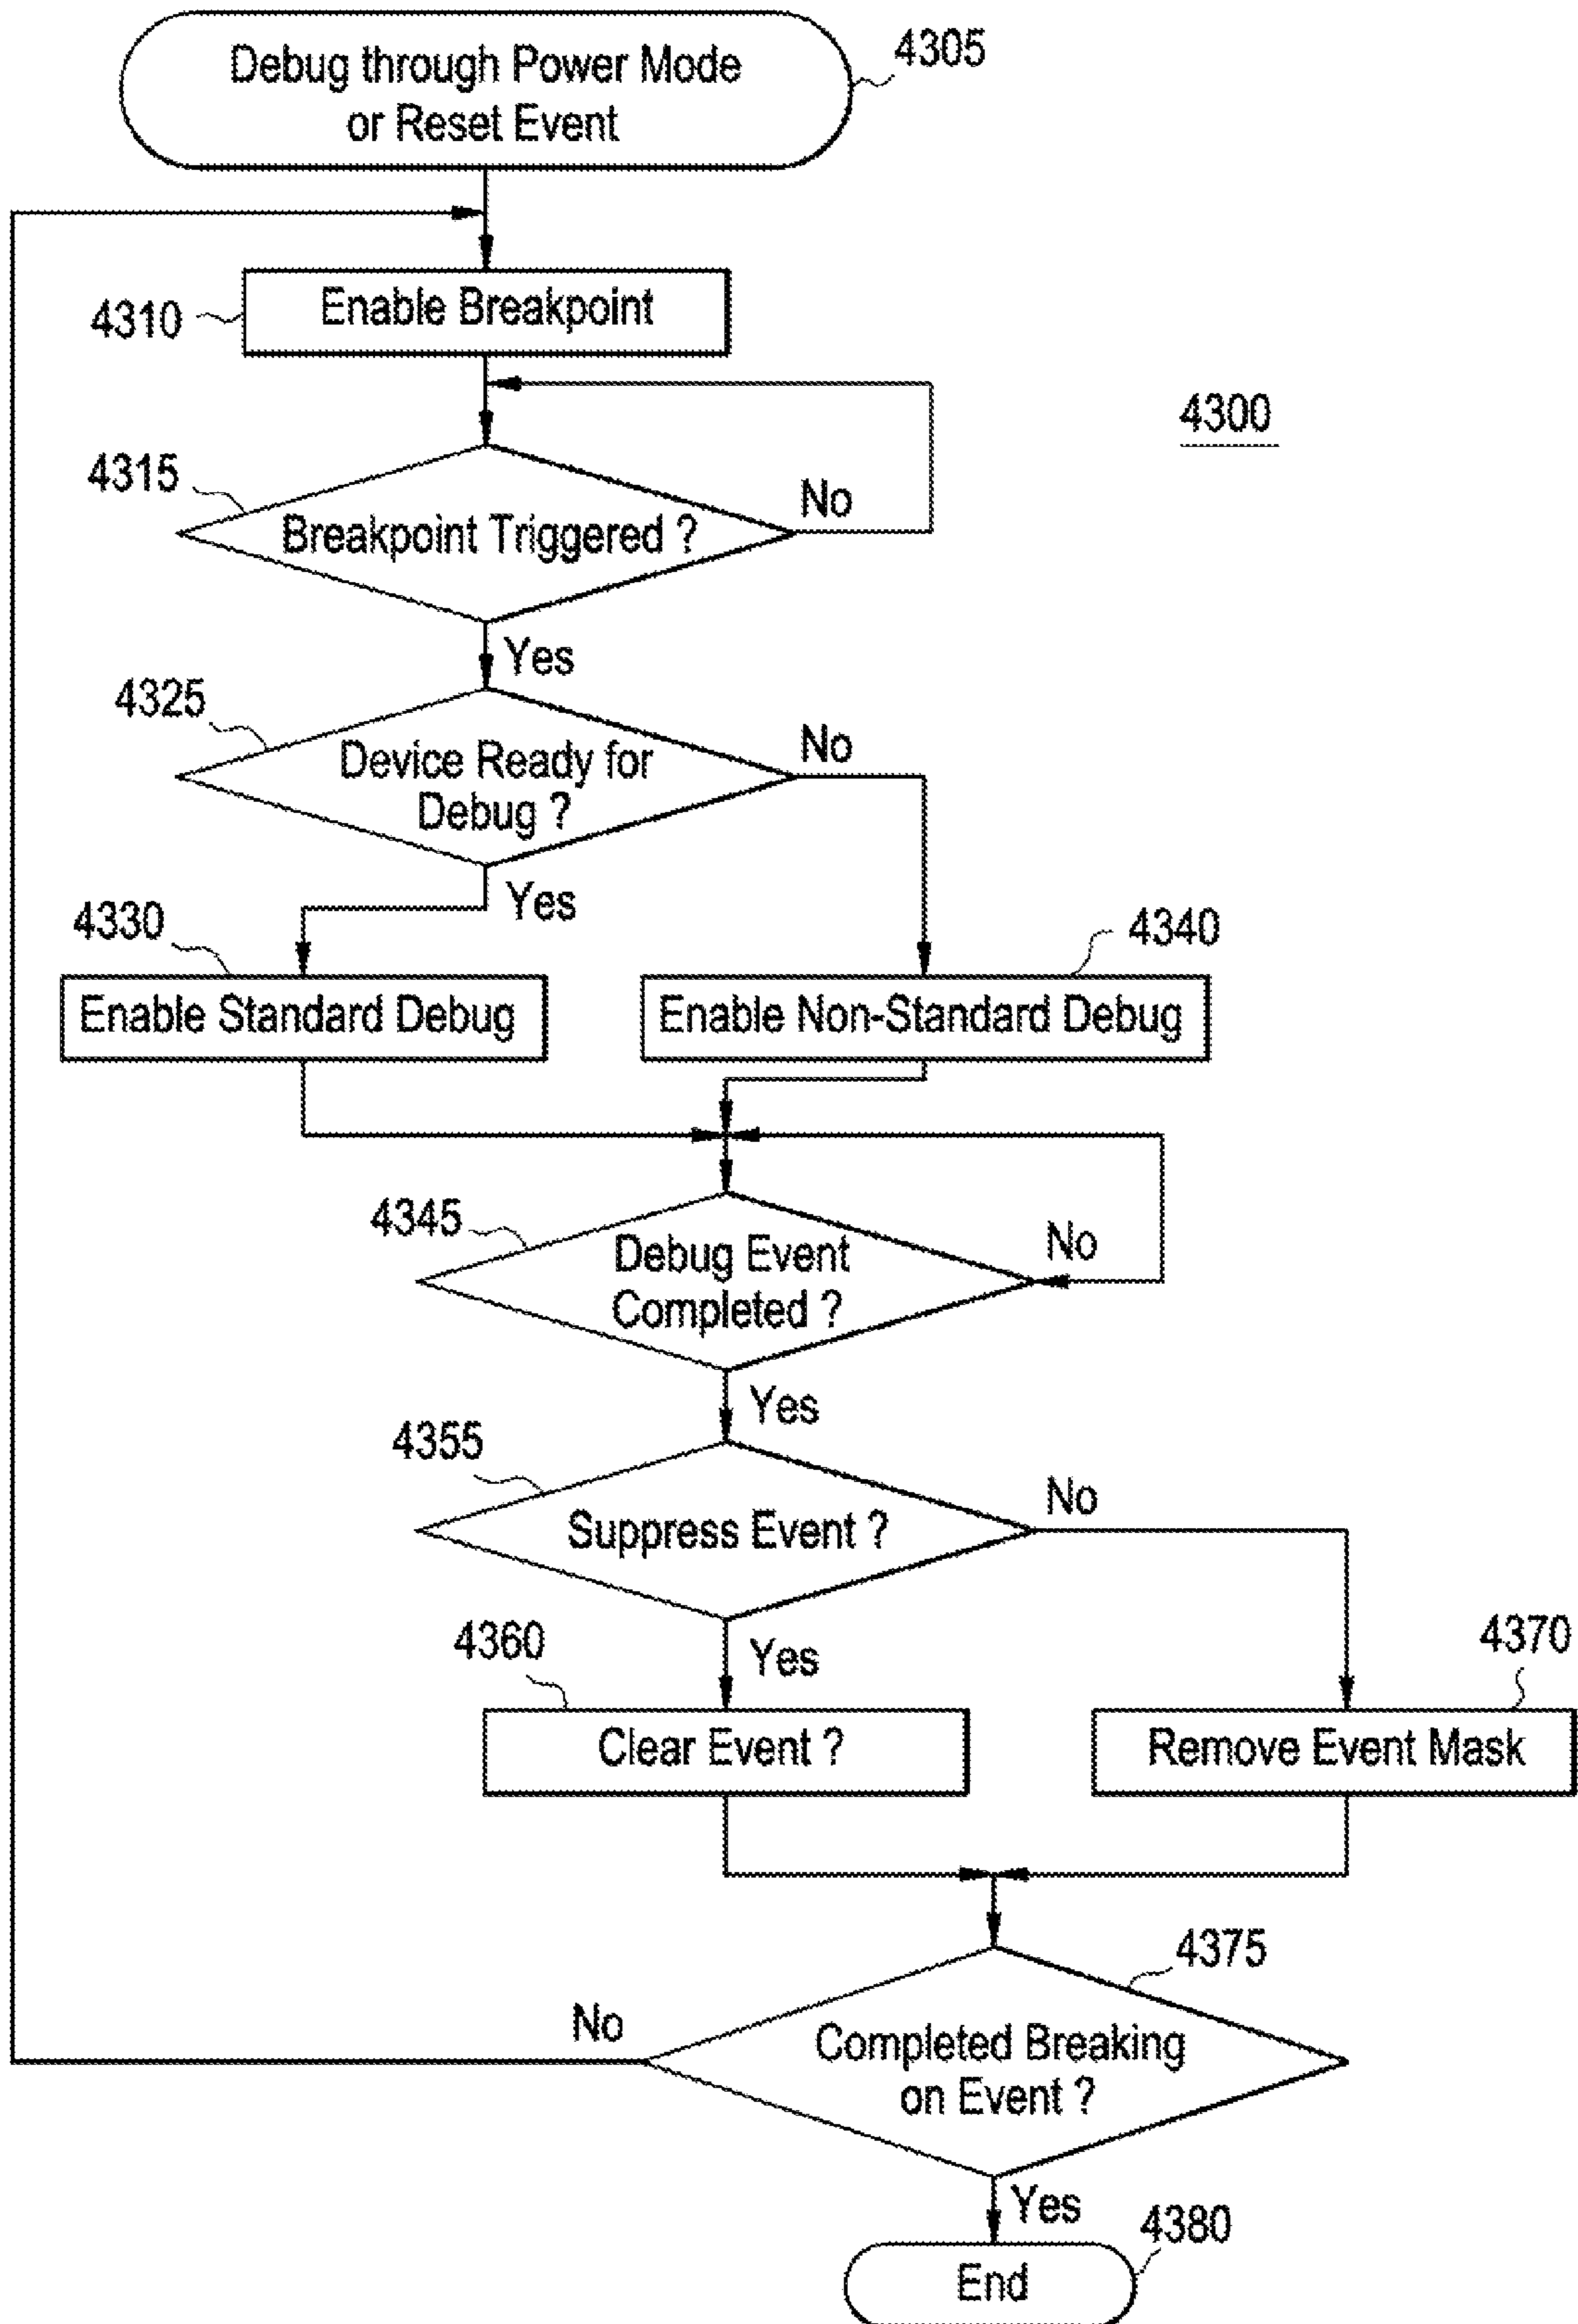 Debug through Power Mode
or Reset Event
4305
Enable Breakpoint
4310
4300
4315
Breakpoint Triggered ?
No
Yes
4325
Device Ready for
Debug ?
No
Yes
4330
Enable Standard Debug
4340
Enable Non-Standard Debug
4345
Debug Event
Completed ?
No
Yes
4355
Suppress Event ?
No
Yes
4360
Clear Event ?
4370
Remove Event Mask
4375
Completed Breaking
on Event ?
No
Yes
4380
End